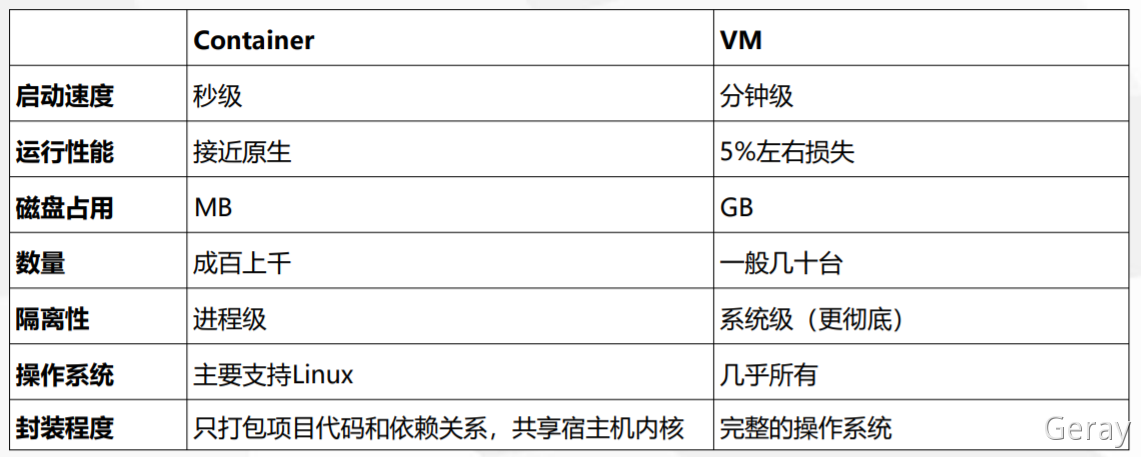 Container VM
启动速度 秒级 分钟级
运行性能 接近原生 5%左右损失
磁盘占用 MB GB
数量 成百上千 一般几十台
隔离性 进程级 系统级（更彻底）
操作系统 主要支持Linux 几乎所有
封装程度 只打包项目代码和依赖关系，共享宿主机内核 完整的操作系统
Geray